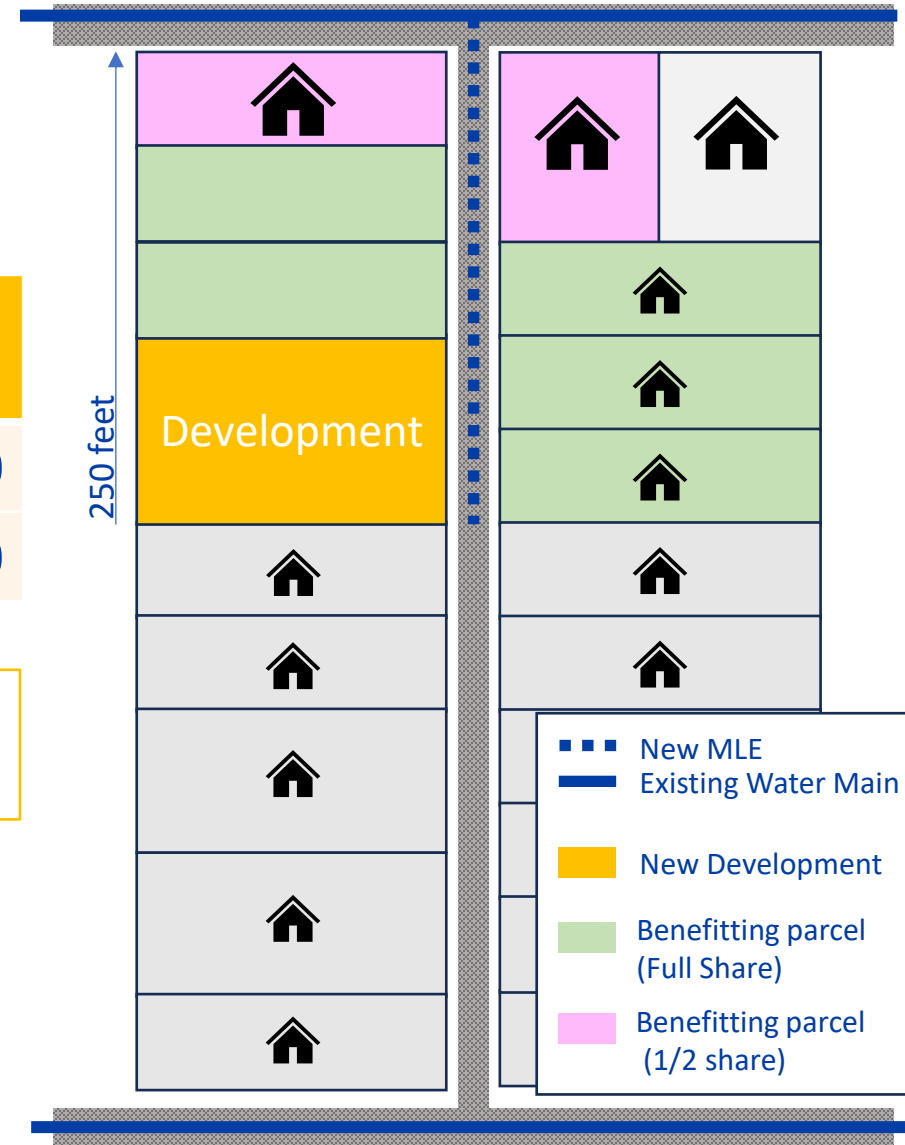 )
)
250 feet
Development
New MLE
Existing Water Main
New Development
Benefitting parcel
(Full Share)
Benefitting parcel
(1/2 share)